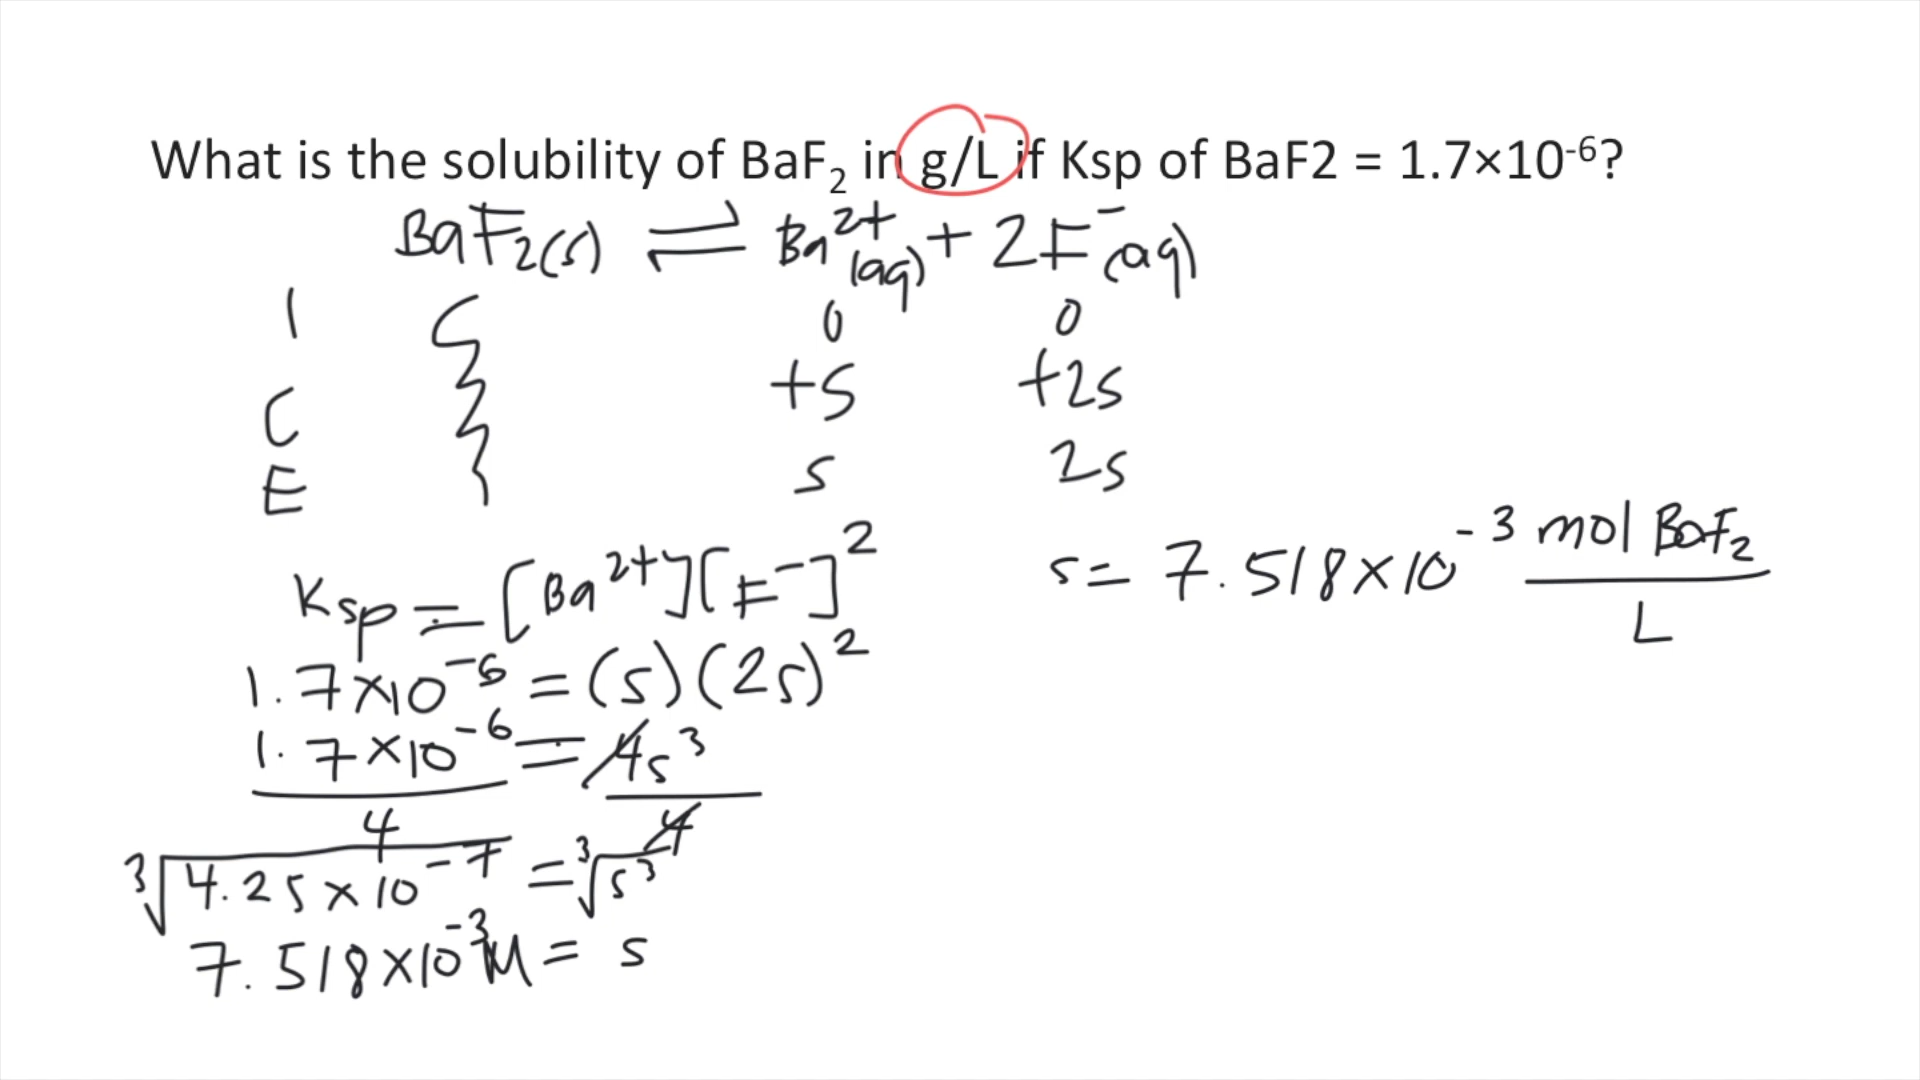 What is the solubility of BaF₂ in g/L if Ksp of BaF2 = 1.7×10⁻⁶?
BaF₂(s) ⇌ Ba²⁺(aq) + 2F⁻(aq)
I 0 0
C +s +2s
E s 2s
Ksp = [Ba²⁺][F⁻]²
1.7×10⁻⁶ = (s)(2s)²
1.7×10⁻⁶ = 4s³
4 4
³√4.25×10⁻⁷ = ³√s³
7.518×10⁻³M = s
s = 7.518×10⁻³ mol BaF₂
L